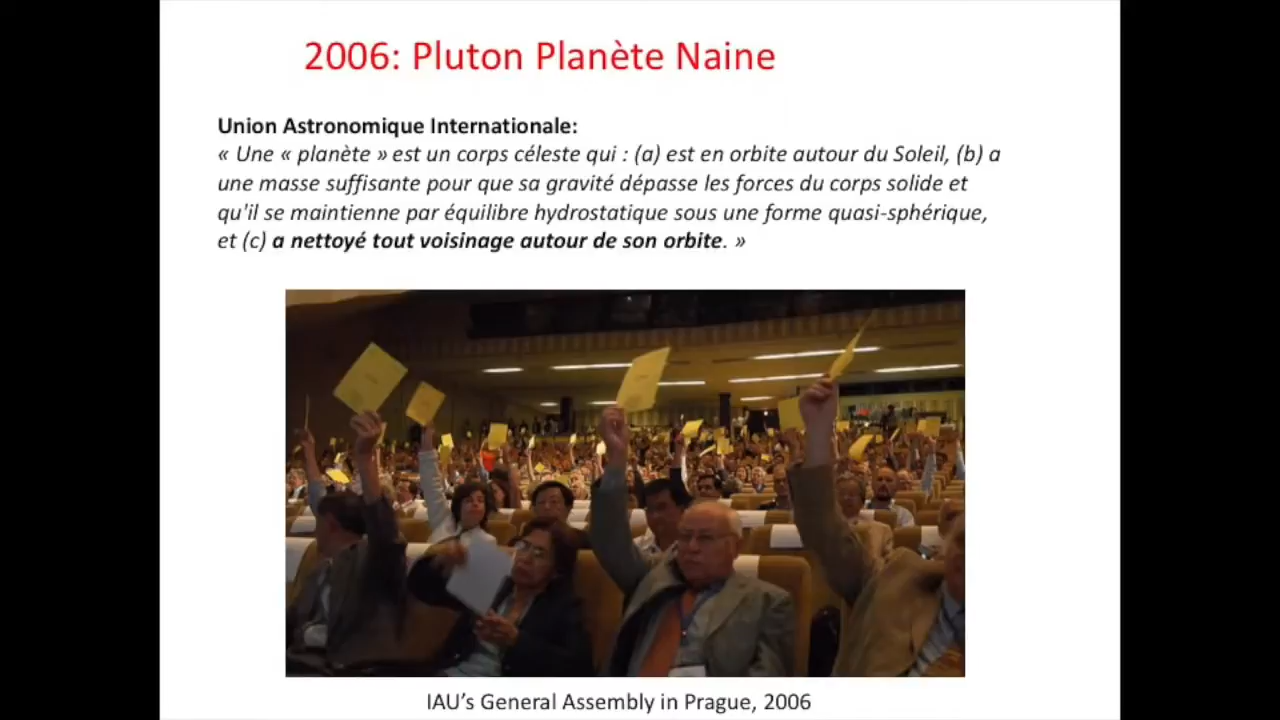 2006: Pluton Planète Naine
Union Astronomique Internationale:
« Une « planète » est un corps céleste qui : (a) est en orbite autour du Soleil, (b) a
une masse suffisante pour que sa gravité dépasse les forces du corps solide et
qu'il se maintienne par équilibre hydrostatique sous une forme quasi-sphérique,
et (c) a nettoyé tout voisinage autour de son orbite. »
IAU’s General Assembly in Prague, 2006